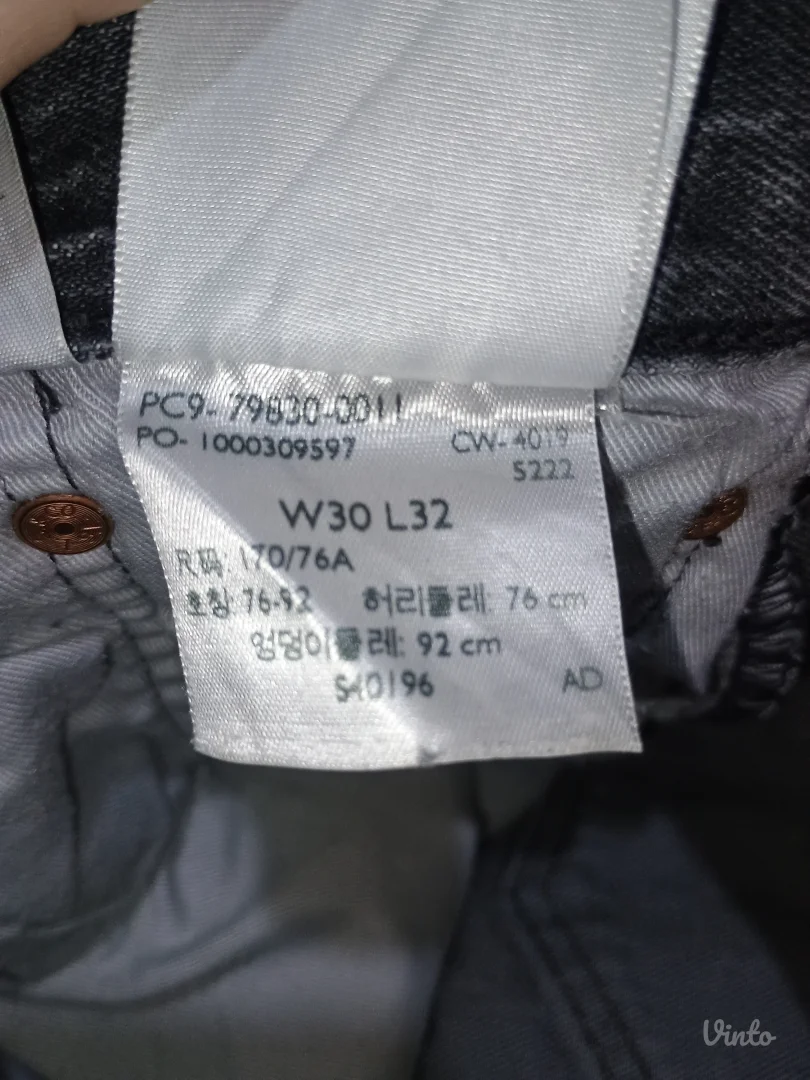 PC9- 79830-0011
PO- 1000309597 CW- 4019
S222
W30 L32
R码: 170/76A
호칭: 76-92 허리둘레: 76 cm
엉덩이둘레: 92 cm
S40196 AD
Vinto